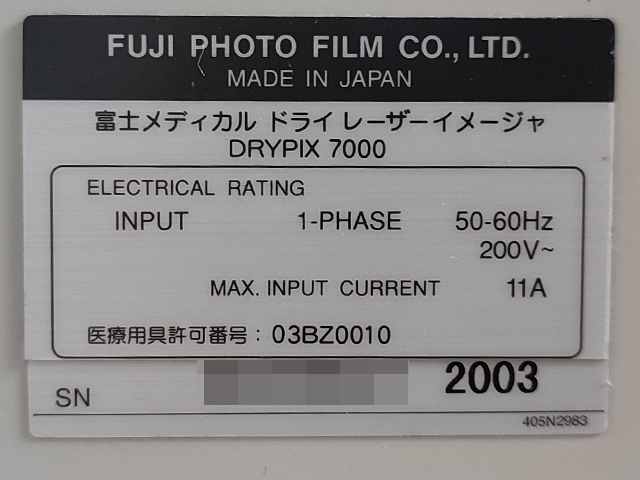 FUJI PHOTO FILM CO., LTD.
MADE IN JAPAN
富士メディカル ドライ レーザーイメージャ
DRYPIX 7000
ELECTRICAL RATING
INPUT 1-PHASE 50-60Hz
200V~
MAX. INPUT CURRENT 11A
医療用具許可番号：03BZ0010
SN 2003
405N2983